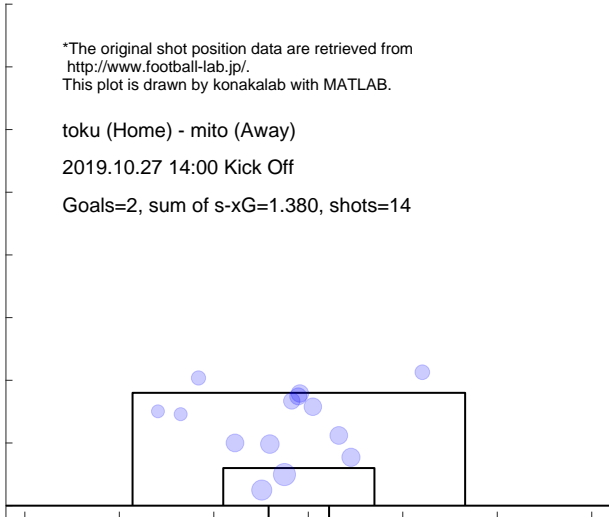 *The original shot position data are retrieved from
http://www.football-lab.jp/.
This plot is drawn by konakalab with MATLAB.
toku (Home) - mito (Away)
2019.10.27 14:00 Kick Off
Goals=2, sum of s-xG=1.380, shots=14